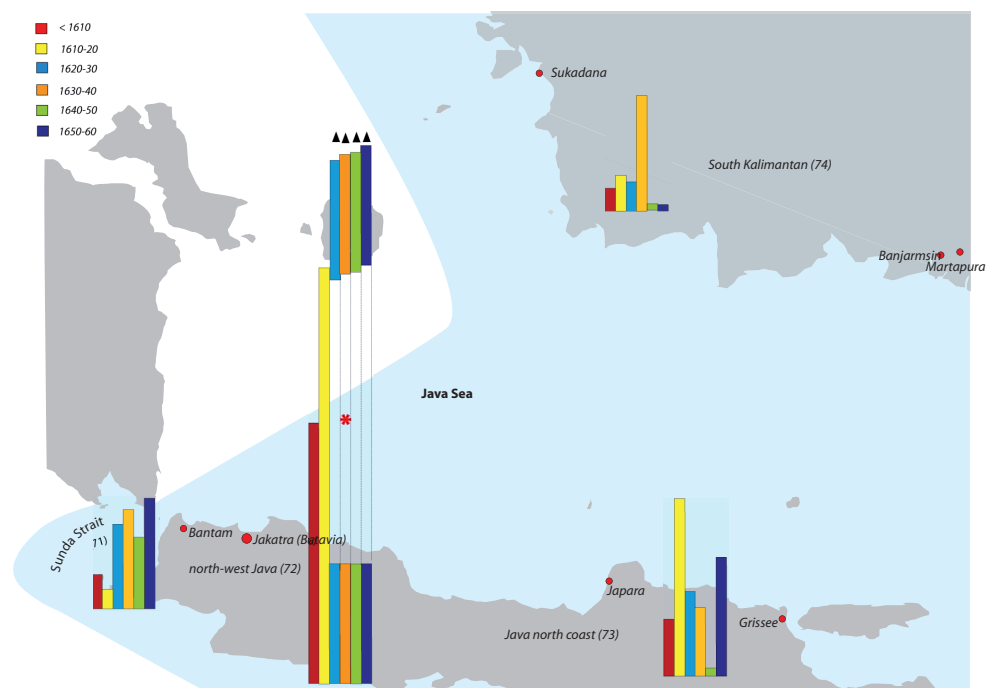 < 1610
1610-20
1620-30
1630-40
1640-50
1650-60
Sukadana
South Kalimantan (74)
Banjarmsin
Martapura
Java Sea
Sunda Strait
71)
Bantam
Jakatra (Batavia)
north-west Java (72)
Japara
Grissee
Java north coast (73)
*